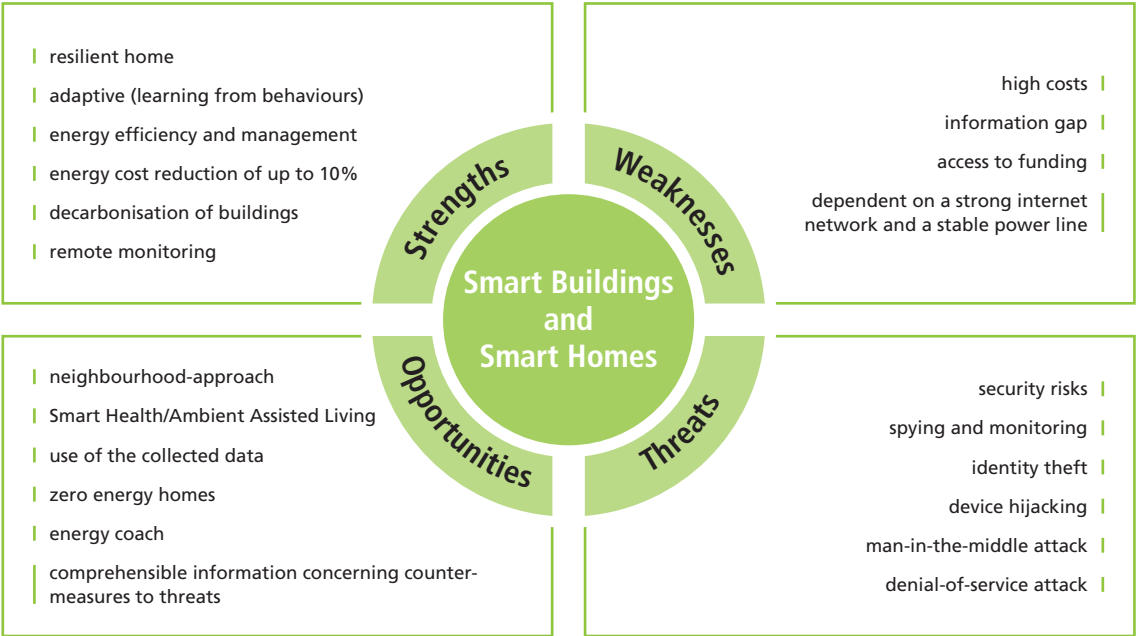 resilient home
adaptive (learning from behaviours)
energy efficiency and management
energy cost reduction of up to 10%
decarbonisation of buildings
remote monitoring
Strengths
Weaknesses
high costs
information gap
access to funding
dependent on a strong internet
network and a stable power line
Smart Buildings
and
Smart Homes
neighbourhood-approach
Smart Health/Ambient Assisted Living
use of the collected data
zero energy homes
energy coach
comprehensible information concerning counter-
measures to threats
Opportunities
Threats
security risks
spying and monitoring
identity theft
device hijacking
man-in-the-middle attack
denial-of-service attack